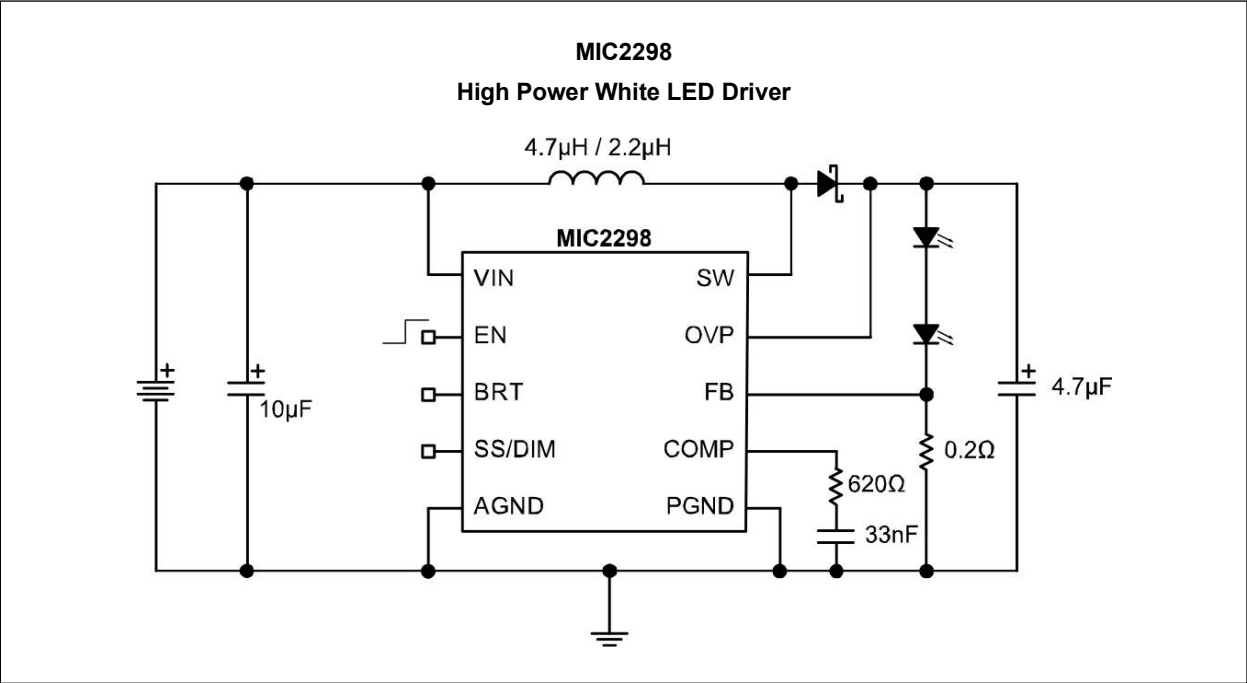 MIC2298
High Power White LED Driver
4.7µH / 2.2µH
MIC2298
VIN
SW
EN
OVP
BRT
FB
SS/DIM
COMP
AGND
PGND
+
+
10µF
+
4.7µF
0.2Ω
620Ω
33nF